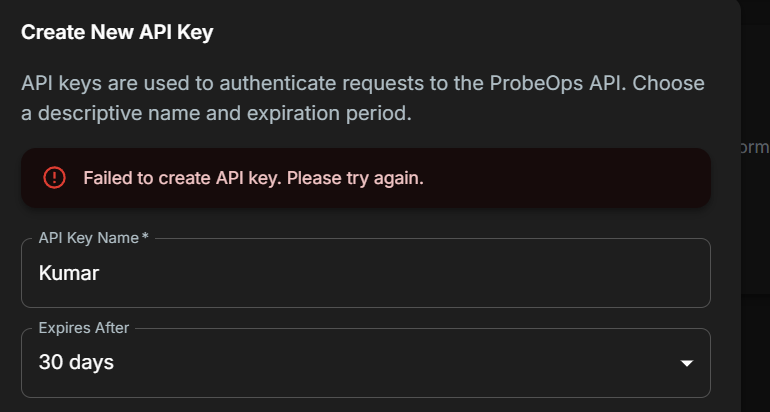 Create New API Key
API keys are used to authenticate requests to the ProbeOps API. Choose
a descriptive name and expiration period.
Failed to create API key. Please try again.
API Key Name *
Kumar
Expires After
30 days